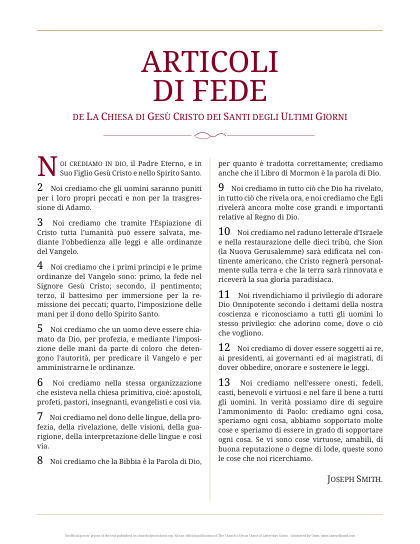 ARTICOLI
DI FEDE
DE LA CHIESA DI GESÙ CRISTO DEI SANTI DEGLI ULTIMI GIORNI
NOI CREDIAMO IN DIO, il Padre Eterno, e in
Suo Figlio Gesù Cristo e nello Spirito Santo.
2 Noi crediamo che gli uomini saranno puniti
per i loro propri peccati e non per la trasgres-
sione di Adamo.
3 Noi crediamo che tramite l'Espiazione di
Cristo tutta l'umanità può essere salvata, me-
diante l'obbedienza alle leggi e alle ordinanze
del Vangelo.
4 Noi crediamo che i primi principi e le prime
ordinanze del Vangelo sono: primo, la fede nel
Signore Gesù Cristo; secondo, il pentimento;
terzo, il battesimo per immersione per la re-
missione dei peccati; quarto, l'imposizione delle
mani per il dono dello Spirito Santo.
5 Noi crediamo che un uomo deve essere chia-
mato da Dio, per profezia, e mediante l'imposi-
zione delle mani da parte di coloro che deten-
gono l'autorità, per predicare il Vangelo e per
amministrarne le ordinanze.
6 Noi crediamo nella stessa organizzazione
che esisteva nella chiesa primitiva, cioè: apostoli,
profeti, pastori, insegnanti, evangelisti e così via.
7 Noi crediamo nel dono delle lingue, della pro-
fezia, della rivelazione, delle visioni, della gua-
rigione, della interpretazione delle lingue e così
via.
8 Noi crediamo che la Bibbia è la Parola di Dio,
per quanto è tradotta correttamente; crediamo
anche che il Libro di Mormon è la parola di Dio.
9 Noi crediamo in tutto ciò che Dio ha rivelato,
in tutto ciò che rivela ora, e noi crediamo che Egli
rivelerà ancora molte cose grandi e importanti
relative al Regno di Dio.
10 Noi crediamo nel raduno letterale d'Israele
e nella restaurazione delle dieci tribù, che Sion
(la Nuova Gerusalemme) sarà edificata nel con-
tinente americano, che Cristo regnerà personal-
mente sulla terra e che la terra sarà rinnovata e
riceverà la sua gloria paradisiaca.
11 Noi rivendichiamo il privilegio di adorare
Dio Onnipotente secondo i dettami della nostra
coscienza e riconosciamo a tutti gli uomini lo
stesso privilegio: che adorino come, dove o ciò
che vogliono.
12 Noi crediamo di dover essere soggetti ai re,
ai presidenti, ai governanti ed ai magistrati, di
dover obbedire, onorare e sostenere le leggi.
13 Noi crediamo nell'essere onesti, fedeli,
casti, benevoli e virtuosi e nel fare il bene a tutti
gli uomini. In verità possiamo dire di seguire
l'ammonimento di Paolo: crediamo ogni cosa,
speriamo ogni cosa, abbiamo sopportato molte
cose e speriamo di essere in grado di sopportare
ogni cosa. Se vi sono cose virtuose, amabili, di
buona reputazione o degne di lode, queste sono
le cose che noi ricerchiamo.
JOSEPH SMITH.